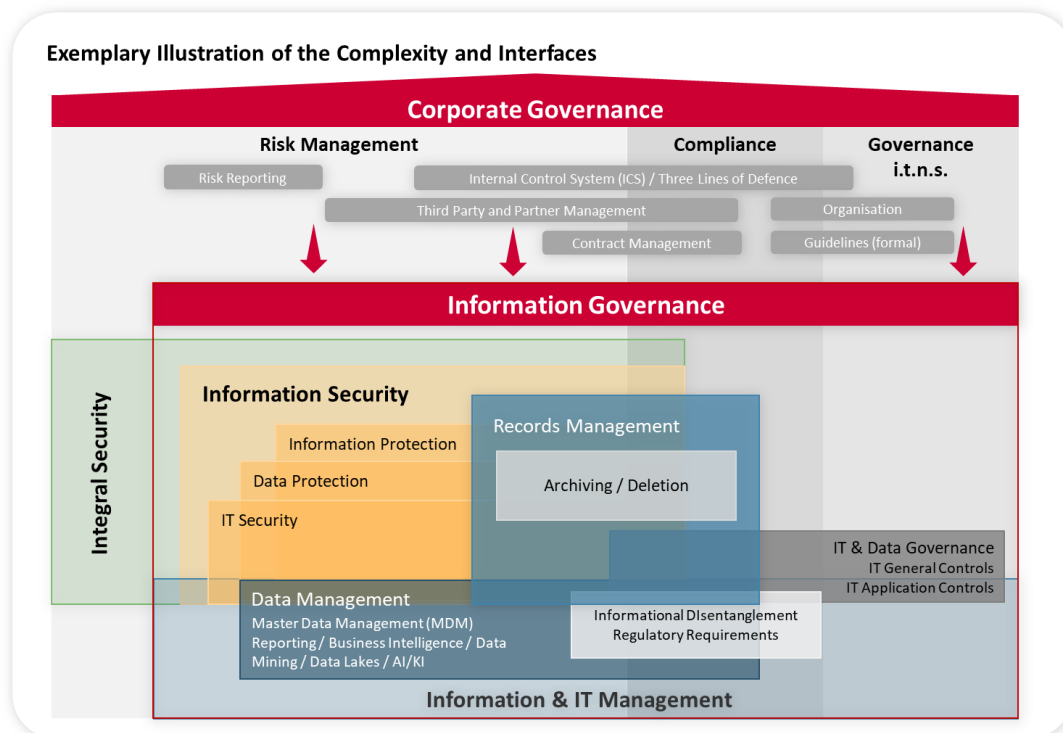 Exemplary Illustration of the Complexity and Interfaces
Corporate Governance
Risk Management
Compliance
Governance
i.t.n.s.
Risk Reporting
Internal Control System (ICS) / Three Lines of Defence
Third Party and Partner Management
Organisation
Contract Management
Guidelines (formal)
Information Governance
Integral Security
Information Security
Records Management
Information Protection
Archiving / Deletion
Data Protection
IT Security
IT & Data Governance
IT General Controls
IT Application Controls
Data Management
Master Data Management (MDM)
Reporting / Business Intelligence / Data
Mining / Data Lakes / AI/KI
Informational DIsentanglement
Regulatory Requirements
Information & IT Management